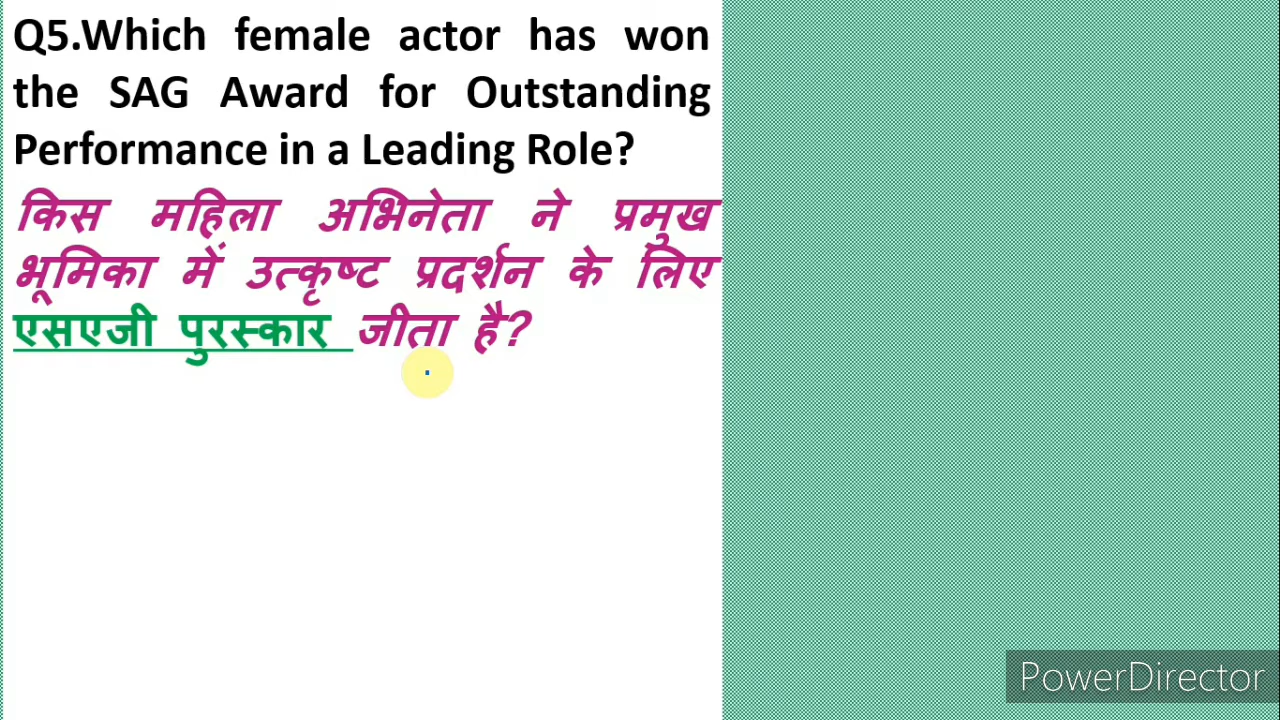 Q5.Which female actor has won
the SAG Award for Outstanding
Performance in a Leading Role?
किस महिला अभिनेता ने प्रमुख
भूमिका में उत्कृष्ट प्रदर्शन के लिए
एसएजी पुरस्कार जीता है?
PowerDirector